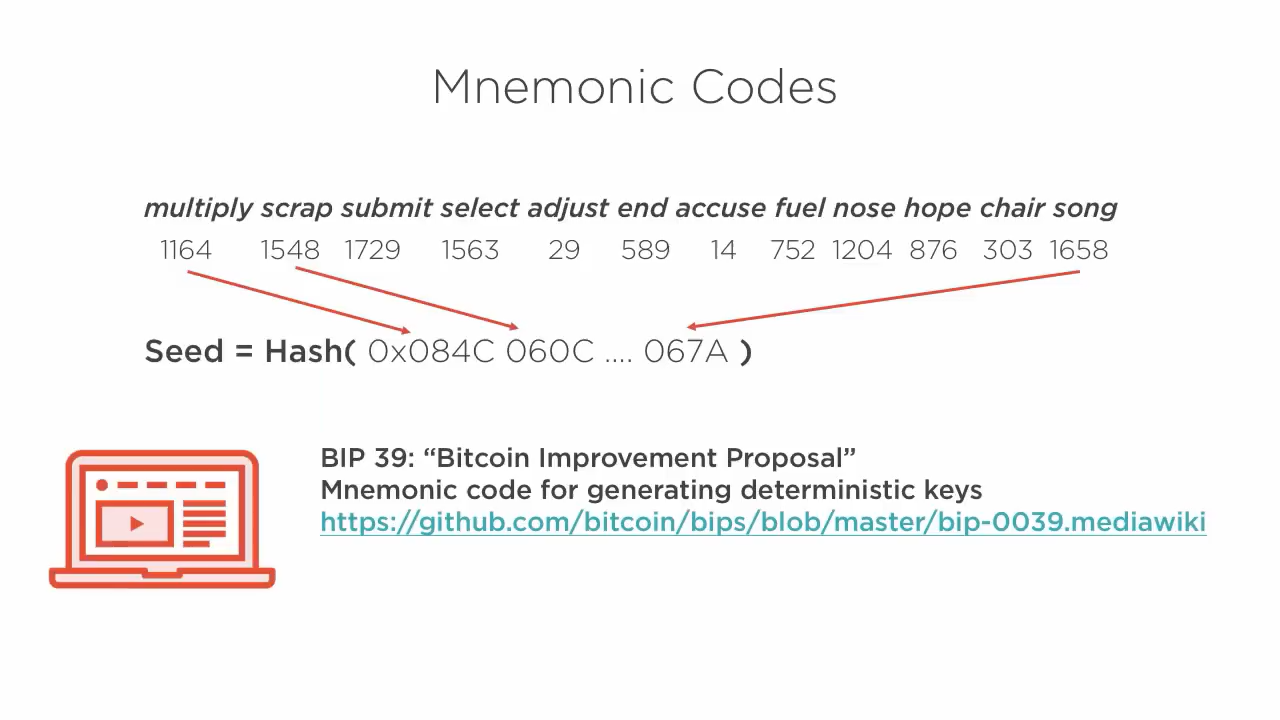 Mnemonic Codes
multiply scrap submit select adjust end accuse fuel nose hope chair song
1164 1548 1729 1563 29 589 14 752 1204 876 303 1658
Seed = Hash( 0x084C 060C .... 067A )
BIP 39: “Bitcoin Improvement Proposal”
Mnemonic code for generating deterministic keys
https://github.com/bitcoin/bips/blob/master/bip-0039.mediawiki